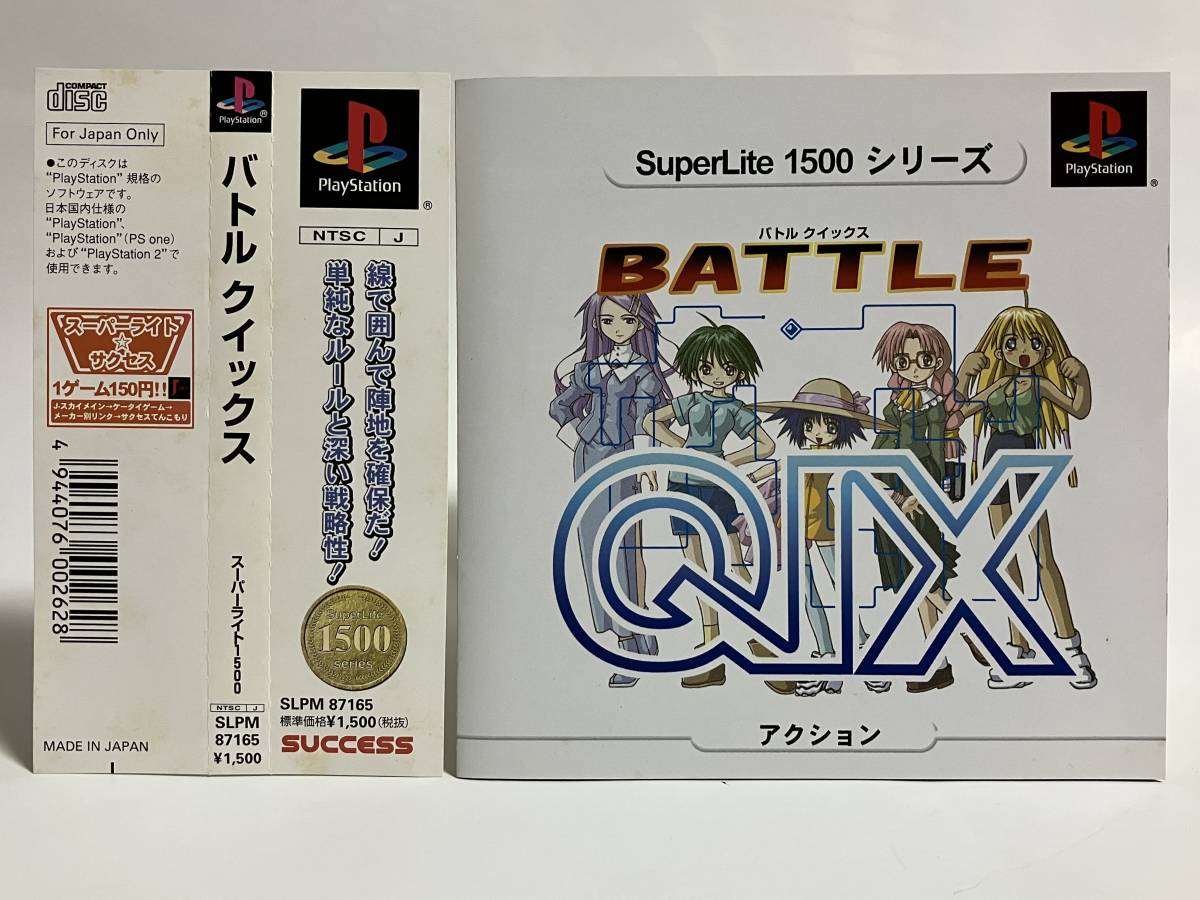 COMPACT
disc
For Japan Only
●このディスクは
“PlayStation” 規格の
ソフトウェアです。
日本国内仕様の
“PlayStation”、
“PlayStation”(PS one)
および“PlayStation 2”で
使用できます。
スーパーライト
☆
サクセス
1ゲーム150円!!
J-スカイメイン→ケータイゲーム→
メーカー別リンク→サクセスてんこもり
4 944076 002628
MADE IN JAPAN
PlayStation
®
バトル クイックス
スーパーライト1500
NTSC J
SLPM
87165
¥1,500
PlayStation
®
NTSC J
線で囲んで陣地を確保だ!
単純なルールと深い戦略性!
SuperLite
1500
series
SLPM 87165
標準価格¥1,500(税抜)
SUCCESS
SuperLite 1500 シリーズ
PlayStation
®
バトル クイックス
BATTLE
QIX
アクション